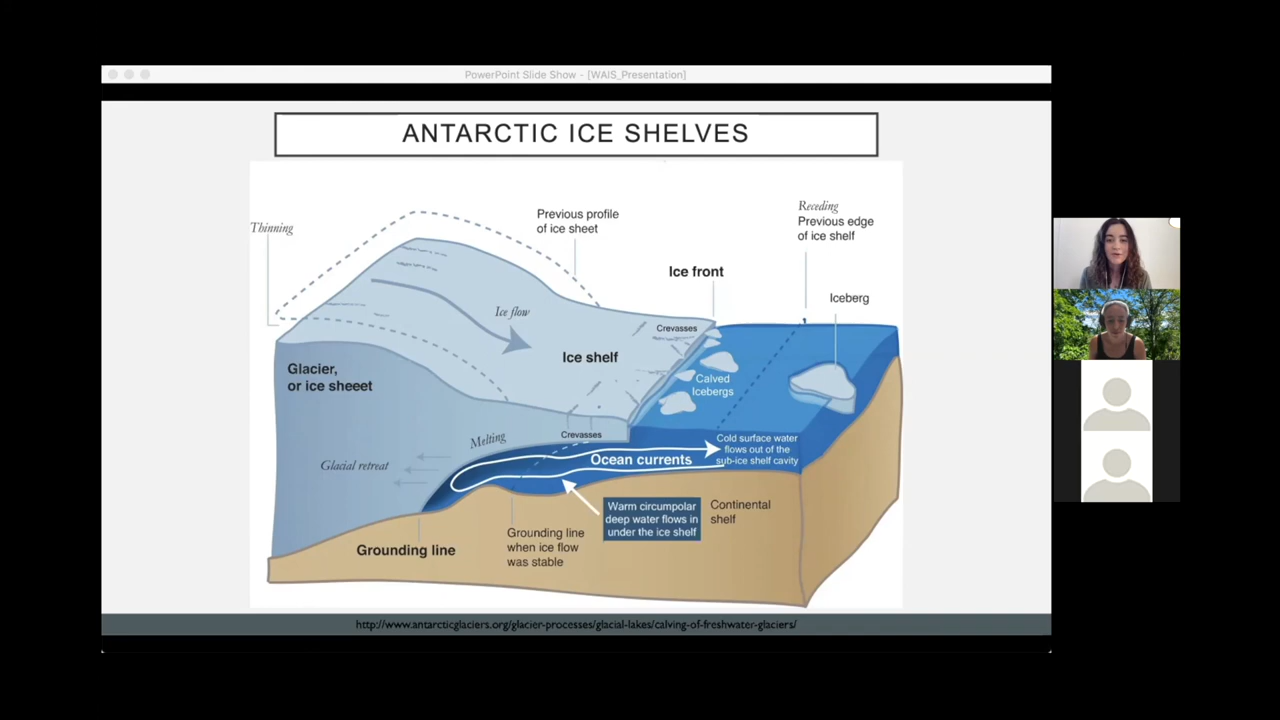 PowerPoint Slide Show - [WAIS_Presentation]
ANTARCTIC ICE SHELVES
Thinning
Previous profile
of ice sheet
Receding
Previous edge
of ice shelf
Ice front
Iceberg
Ice flow
Crevasses
Ice shelf
Glacier,
or ice sheeet
Calved
Icebergs
Melting
Crevasses
Cold surface water
flows out of the
sub-ice shelf cavity
Ocean currents
Glacial retreat
Warm circumpolar
deep water flows in
under the ice shelf
Continental
shelf
Grounding line
Grounding line
when ice flow
was stable
http://www.antarcticglaciers.org/glacier-processes/glacial-lakes/calving-of-freshwater-glaciers/